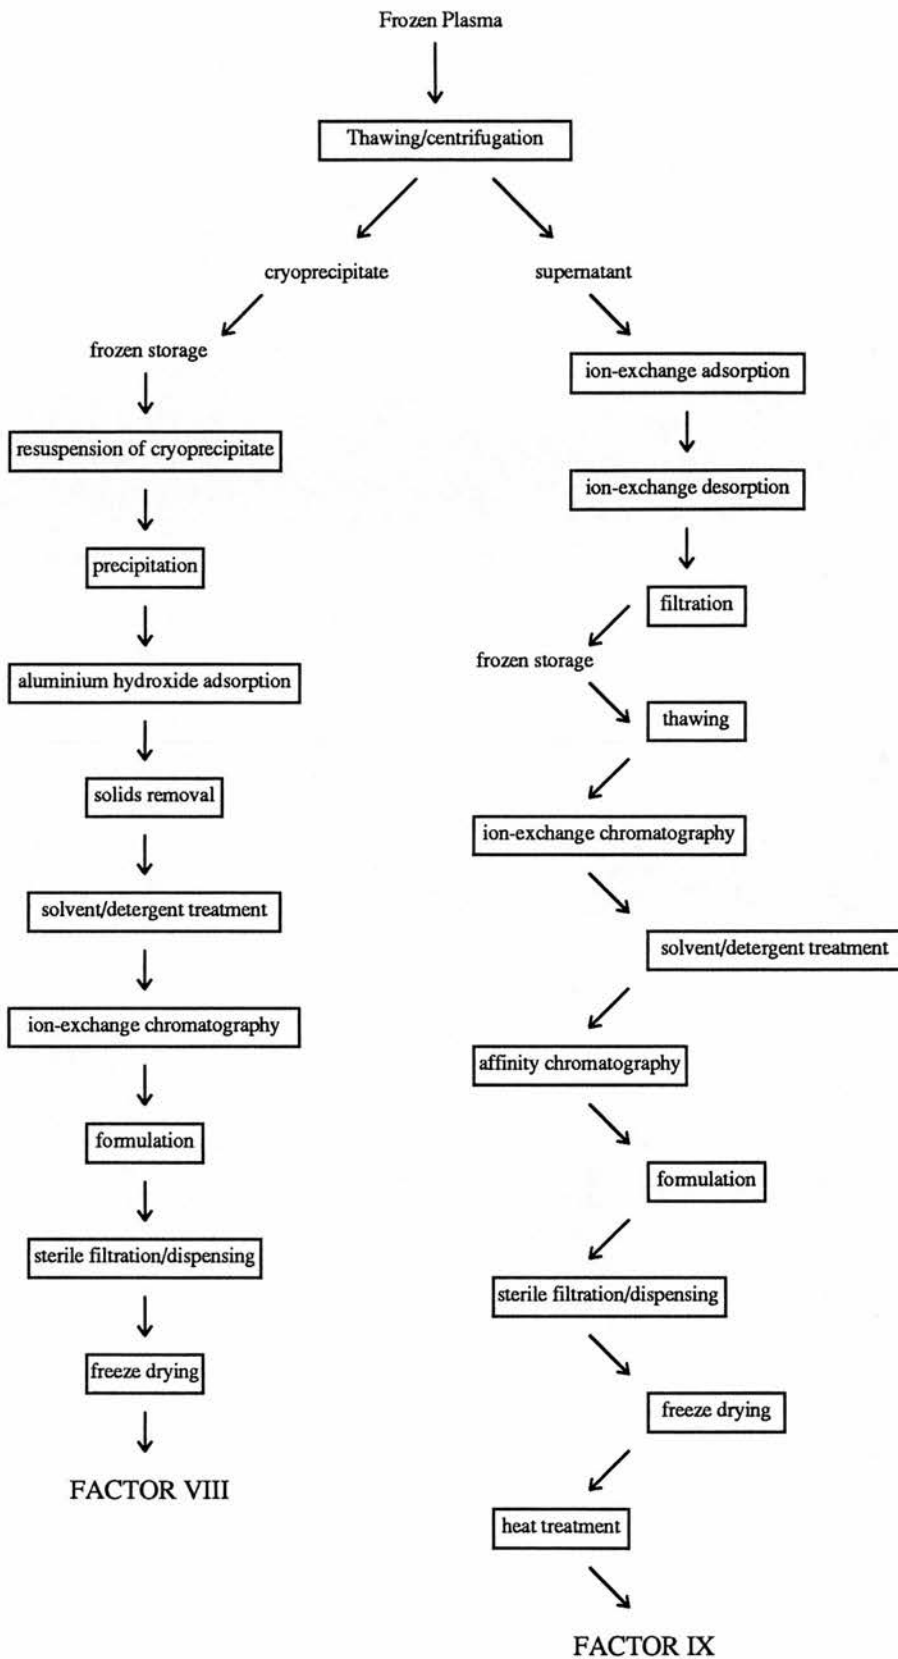 Frozen Plasma
Thawing/centrifugation
cryoprecipitate
supernatant
frozen storage
resuspension of cryoprecipitate
precipitation
aluminium hydroxide adsorption
solids removal
solvent/detergent treatment
ion-exchange chromatography
formulation
sterile filtration/dispensing
freeze drying
FACTOR VIII
ion-exchange adsorption
ion-exchange desorption
filtration
frozen storage
thawing
ion-exchange chromatography
solvent/detergent treatment
affinity chromatography
formulation
sterile filtration/dispensing
freeze drying
heat treatment
FACTOR IX